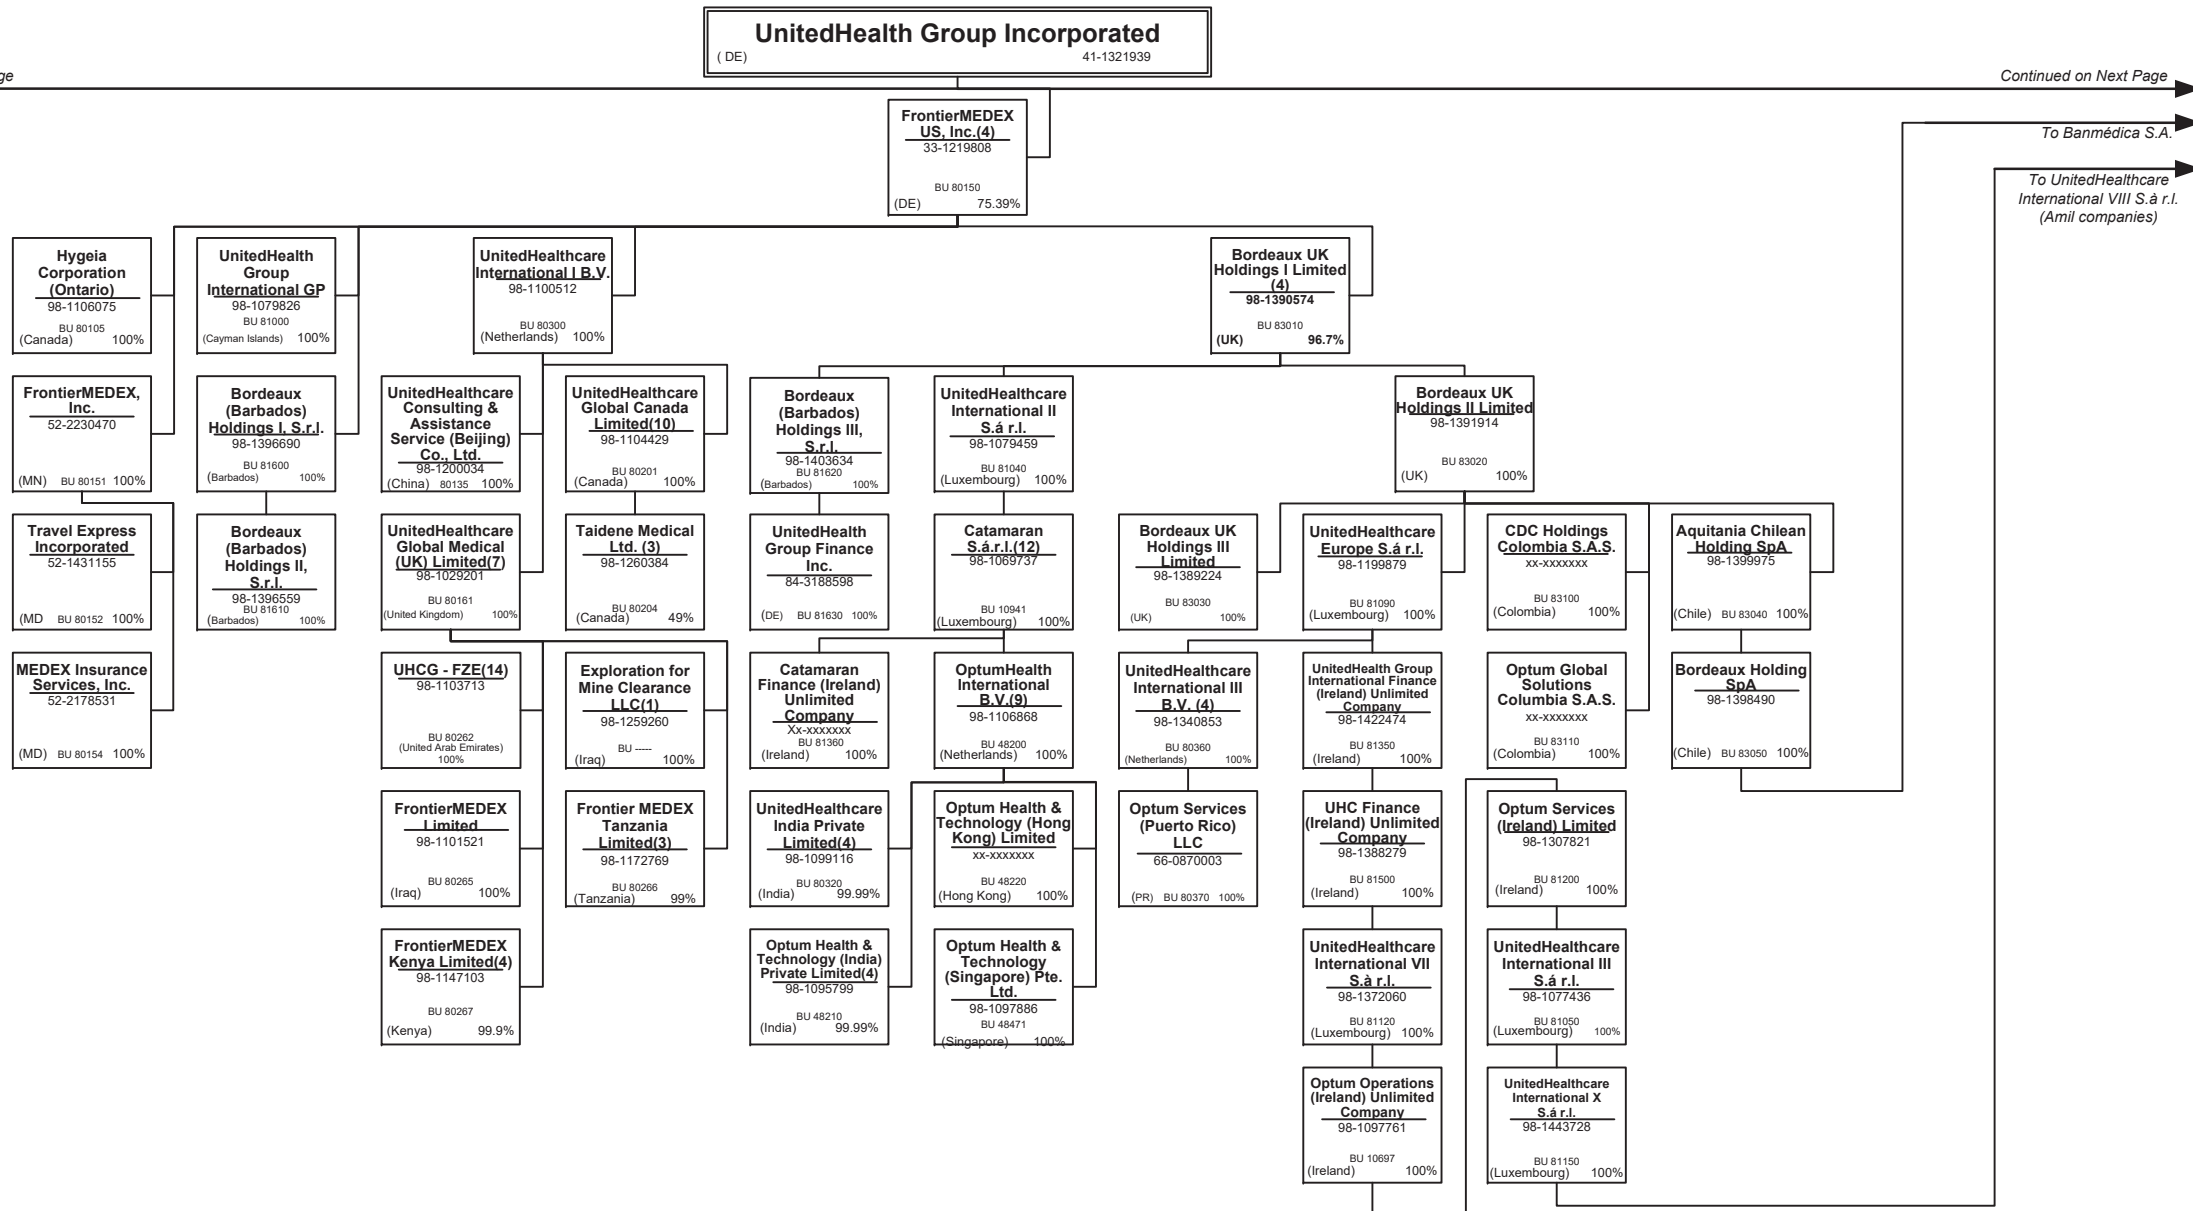 UnitedHealth Group Incorporated
( DE) 41-1321939
ge
Continued on Next Page
To Banmédica S.A.
To UnitedHealthcare
International VIII S.à r.l.
(Amil companies)
FrontierMEDEX
US, Inc.(4)
33-1219808
BU 80150
(DE) 75.39%
Hygeia
Corporation
(Ontario)
98-1106075
BU 80105
(Canada) 100%
UnitedHealth
Group
International GP
98-1079826
BU 81000
(Cayman Islands) 100%
UnitedHealthcare
International I B.V.
98-1100512
BU 80300
(Netherlands) 100%
Bordeaux UK
Holdings I Limited
(4)
98-1390574
BU 83010
(UK) 96.7%
FrontierMEDEX,
Inc.
52-2230470
(MN) BU 80151 100%
Bordeaux
(Barbados)
Holdings I, S.r.l.
98-1396690
BU 81600
(Barbados) 100%
UnitedHealthcare
Consulting &
Assistance
Service (Beijing)
Co., Ltd.
98-1200034
(China) 80135 100%
UnitedHealthcare
Global Canada
Limited(10)
98-1104429
BU 80201
(Canada) 100%
Bordeaux
(Barbados)
Holdings III,
S.r.l.
98-1403634
BU 81620
(Barbados) 100%
UnitedHealthcare
International II
S.á r.l.
98-1079459
BU 81040
(Luxembourg) 100%
Bordeaux UK
Holdings II Limited
98-1391914
BU 83020
(UK) 100%
Travel Express
Incorporated
52-1431155
(MD BU 80152 100%
Bordeaux
(Barbados)
Holdings II,
S.r.l.
98-1396559
BU 81610
(Barbados) 100%
UnitedHealthcare
Global Medical
(UK) Limited(7)
98-1029201
BU 80161
(United Kingdom) 100%
Taidene Medical
Ltd. (3)
98-1260384
BU 80204
(Canada) 49%
UnitedHealth
Group Finance
Inc.
84-3188598
(DE) BU 81630 100%
Catamaran
S.á.r.l.(12)
98-1069737
BU 10941
(Luxembourg) 100%
Bordeaux UK
Holdings III
Limited
98-1389224
BU 83030
(UK) 100%
UnitedHealthcare
Europe S.á r.l.
98-1199879
BU 81090
(Luxembourg) 100%
CDC Holdings
Colombia S.A.S.
xx-xxxxxxx
BU 83100
(Colombia) 100%
Aquitania Chilean
Holding SpA
98-1399975
(Chile) BU 83040 100%
MEDEX Insurance
Services, Inc.
52-2178531
(MD) BU 80154 100%
UHCG - FZE(14)
98-1103713
BU 80262
(United Arab Emirates)
100%
Exploration for
Mine Clearance
LLC(1)
98-1259260
BU -----
(Iraq) 100%
Catamaran
Finance (Ireland)
Unlimited
Company
Xx-xxxxxxx
BU 81360
(Ireland) 100%
OptumHealth
International
B.V.(9)
98-1106868
BU 48200
(Netherlands) 100%
UnitedHealthcare
International III
B.V. (4)
98-1340853
BU 80360
(Netherlands) 100%
UnitedHealth Group
International Finance
(Ireland) Unlimited
Company
98-1422474
BU 81350
(Ireland) 100%
Optum Global
Solutions
Columbia S.A.S.
xx-xxxxxxx
BU 83110
(Colombia) 100%
Bordeaux Holding
SpA
98-1398490
(Chile) BU 83050 100%
FrontierMEDEX
Limited
98-1101521
BU 80265
(Iraq) 100%
Frontier MEDEX
Tanzania
Limited(3)
98-1172769
BU 80266
(Tanzania) 99%
UnitedHealthcare
India Private
Limited(4)
98-1099116
BU 80320
(India) 99.99%
Optum Health &
Technology (Hong
Kong) Limited
xx-xxxxxxx
BU 48220
(Hong Kong) 100%
Optum Services
(Puerto Rico)
LLC
66-0870003
(PR) BU 80370 100%
UHC Finance
(Ireland) Unlimited
Company
98-1388279
BU 81500
(Ireland) 100%
Optum Services
(Ireland) Limited
98-1307821
BU 81200
(Ireland) 100%
FrontierMEDEX
Kenya Limited(4)
98-1147103
BU 80267
(Kenya) 99.9%
Optum Health &
Technology (India)
Private Limited(4)
98-1095799
BU 48210
(India) 99.99%
Optum Health &
Technology
(Singapore) Pte.
Ltd.
98-1097886
BU 48471
(Singapore) 100%
UnitedHealthcare
International VII
S.à r.l.
98-1372060
BU 81120
(Luxembourg) 100%
UnitedHealthcare
International III
S.á r.l.
98-1077436
BU 81050
(Luxembourg) 100%
Optum Operations
(Ireland) Unlimited
Company
98-1097761
BU 10697
(Ireland) 100%
UnitedHealthcare
International X
S.á r.l.
98-1443728
BU 81150
(Luxembourg) 100%